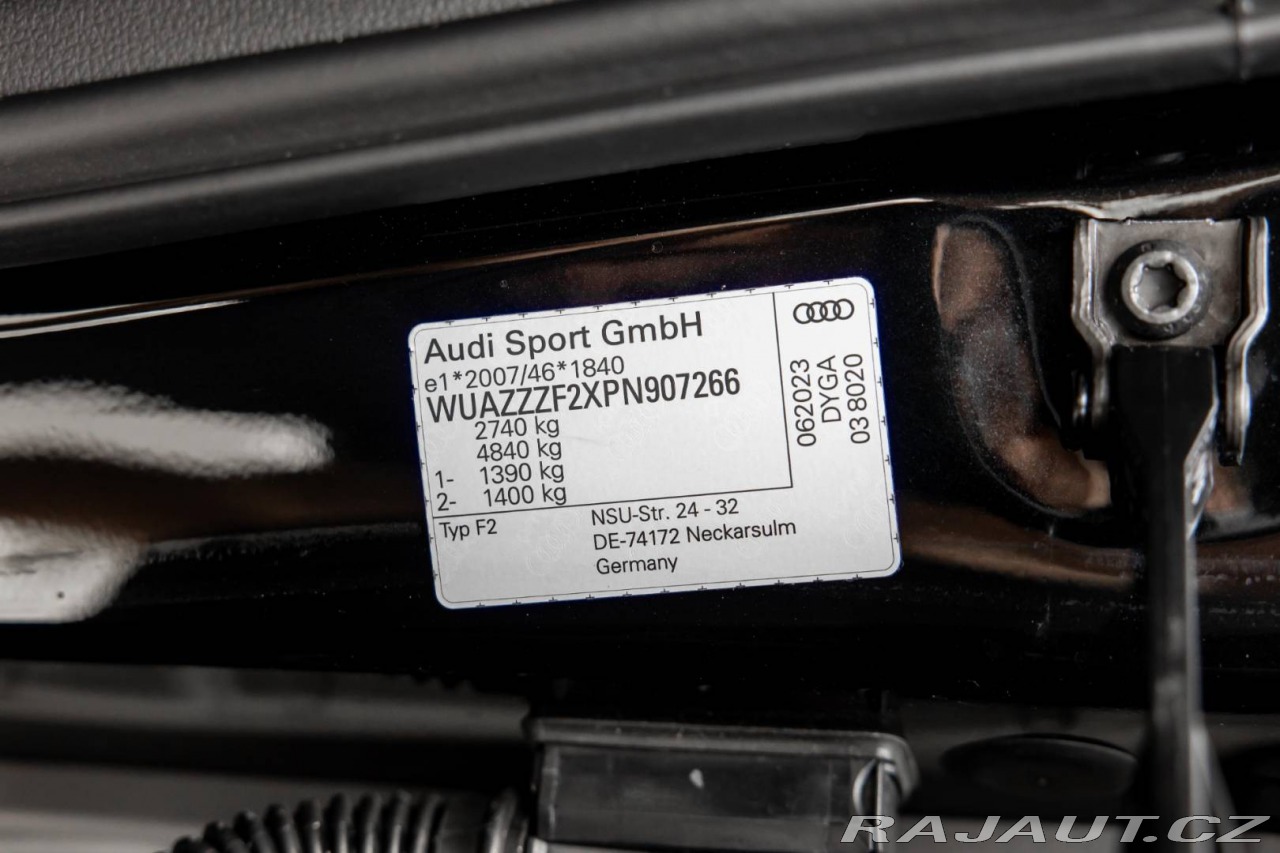 Audi Sport GmbH
e1*2007/46*1840
WUAZZZF2XPN907266
2740 kg
4840 kg
1- 1390 kg
2- 1400 kg
Typ F2
NSU-Str. 24 - 32
DE-74172 Neckarsulm
Germany
062023
DYGA
03 8020
RAJAUT.CZ